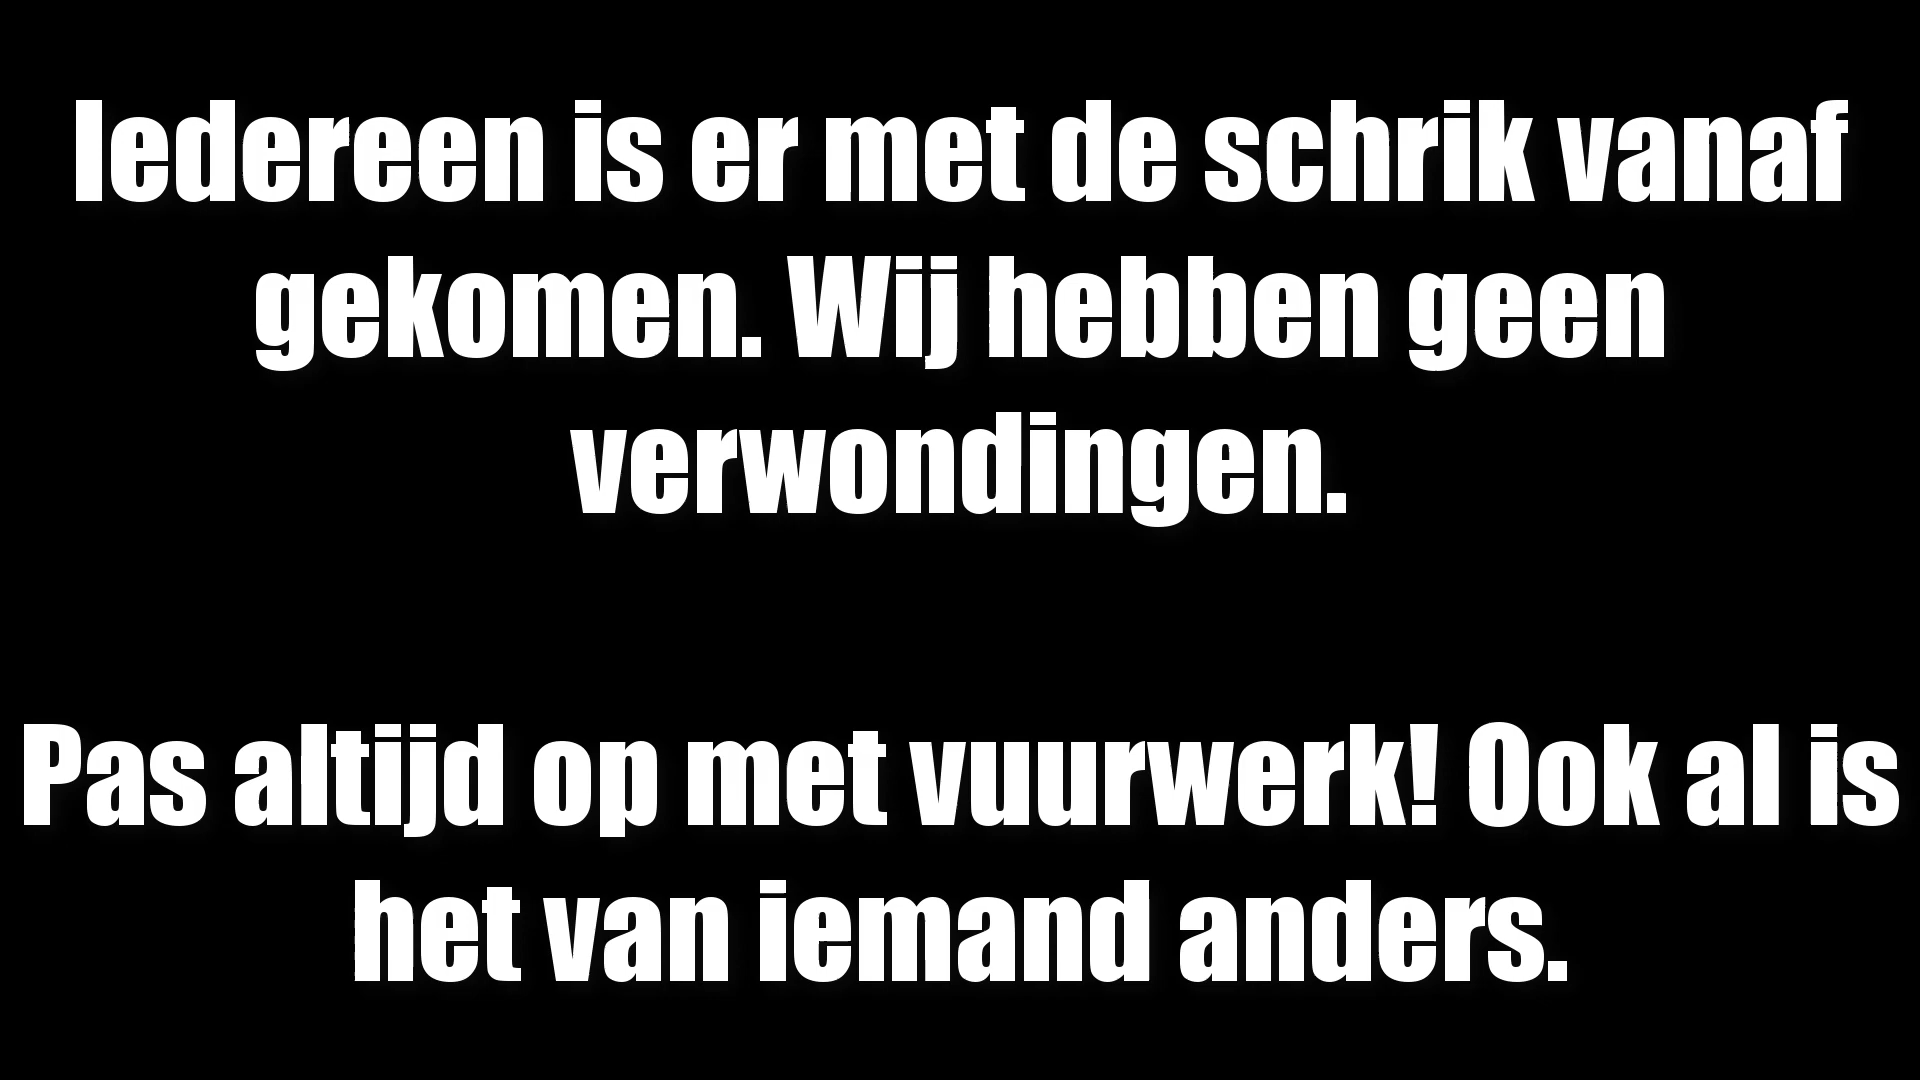 Iedereen is er met de schrik vanaf
gekomen. Wij hebben geen
verwondingen.
Pas altijd op met vuurwerk! Ook al is
het van iemand anders.